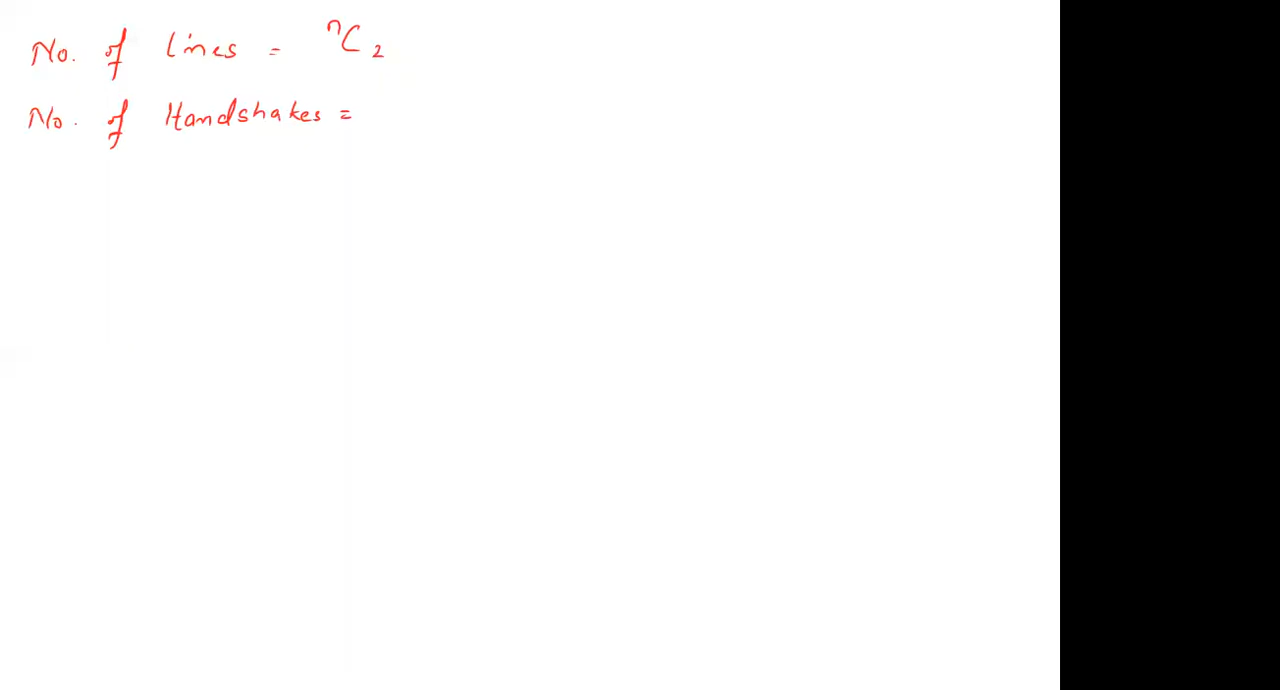 No. of lines = ⁿC₂
No. of Handshakes =